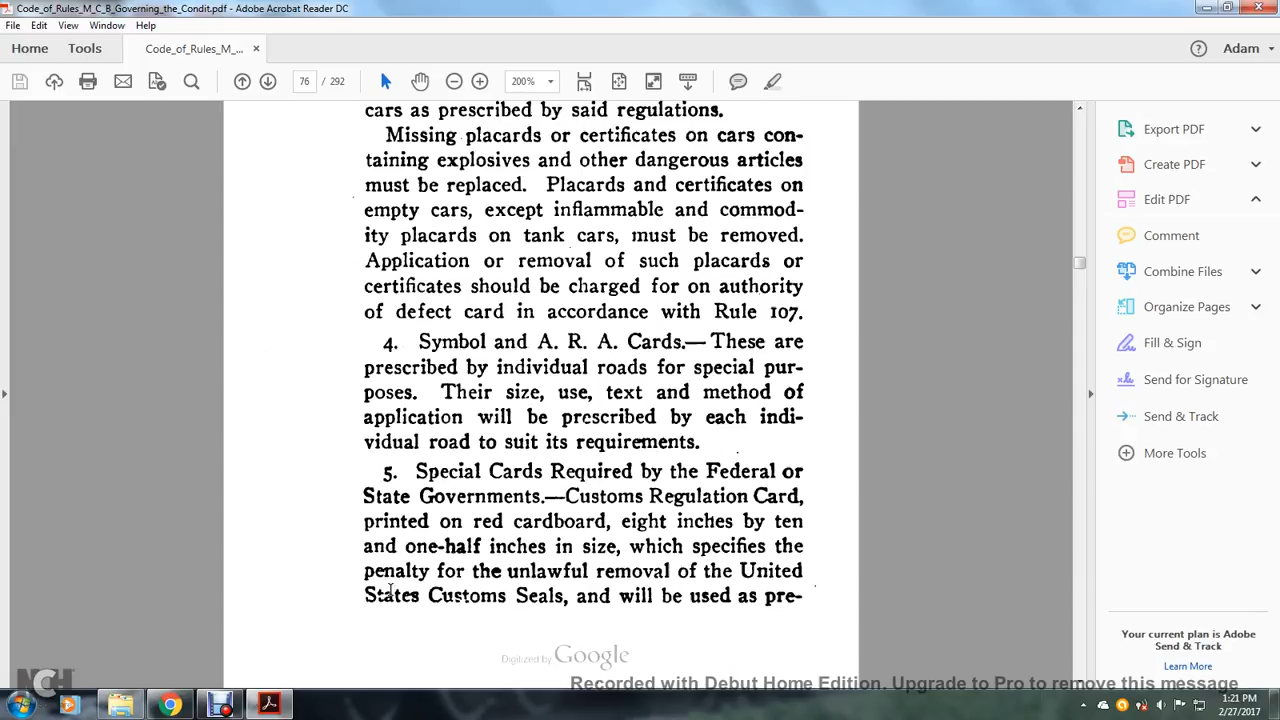 Code_of_Rules_M_C_B_Governing_the_Condit.pdf - Adobe Acrobat Reader DC
File Edit View Window Help
Home Tools Code_of_Rules_M_... × Adam
76 / 292 200%
cars as prescribed by said regulations.
Missing placards or certificates on cars con-
taining explosives and other dangerous articles
must be replaced. Placards and certificates on
empty cars, except inflammable and commod-
ity placards on tank cars, must be removed.
Application or removal of such placards or
certificates should be charged for on authority
of defect card in accordance with Rule 107.
4. Symbol and A. R. A. Cards.— These are
prescribed by individual roads for special pur-
poses. Their size, use, text and method of
application will be prescribed by each indi-
vidual road to suit its requirements.
5. Special Cards Required by the Federal or
State Governments.—Customs Regulation Card,
printed on red cardboard, eight inches by ten
and one-half inches in size, which specifies the
penalty for the unlawful removal of the United
States Customs Seals, and will be used as pre-
Digitized by Google
Export PDF
Create PDF
Edit PDF
Comment
Combine Files
Organize Pages
Fill & Sign
Send for Signature
Send & Track
More Tools
Your current plan is Adobe
Send & Track
Learn More
NCH
Recorded with Debut Home Edition. Upgrade to Pro to remove this message
1:21 PM
2/27/2017